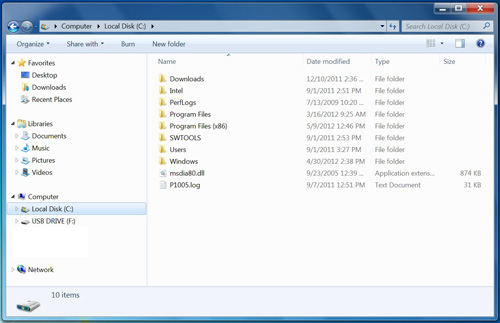 Computer ▸ Local Disk (C:) ▸
Search Local Disk (C:)
Organize Share with Burn New folder
Name Date modified Type Size
Favorites
Desktop
Downloads
Recent Places
Libraries
Documents
Music
Pictures
Videos
Computer
Local Disk (C:)
USB DRIVE (F:)
Network
Downloads 12/10/2011 2:36 ... File folder
Intel 9/1/2011 2:51 PM File folder
PerfLogs 7/13/2009 10:20 ... File folder
Program Files 3/16/2012 9:25 AM File folder
Program Files (x86) 5/9/2012 12:46 PM File folder
SWTOOLS 9/1/2011 2:53 PM File folder
Users 9/1/2011 3:27 PM File folder
Windows 4/30/2012 2:38 PM File folder
msdia80.dll 9/23/2005 12:39 ... Application exten... 874 KB
P1005.log 9/7/2011 12:51 PM Text Document 31 KB
10 items